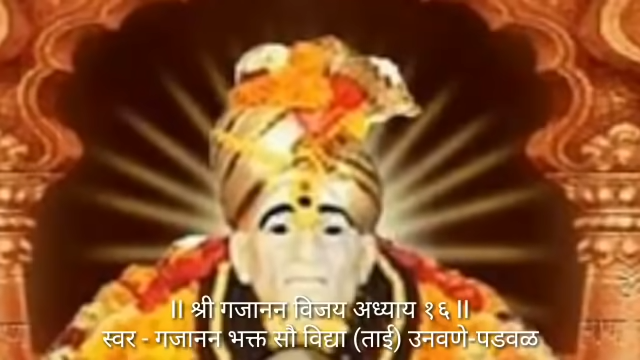 ॥ श्री गजानन विजय अध्याय १६ ॥
स्वर - गजानन भक्त सौ विद्या (ताई) उनवणे-पडवळ